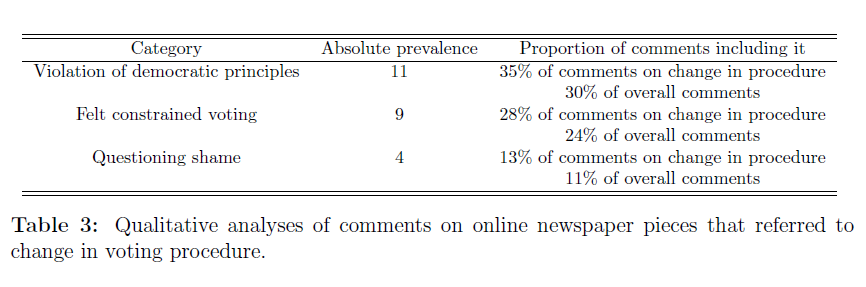 Category Absolute prevalence Proportion of comments including it
Violation of democratic principles 11 35% of comments on change in procedure
30% of overall comments
Felt constrained voting 9 28% of comments on change in procedure
24% of overall comments
Questioning shame 4 13% of comments on change in procedure
11% of overall comments
Table 3: Qualitative analyses of comments on online newspaper pieces that referred to
change in voting procedure.